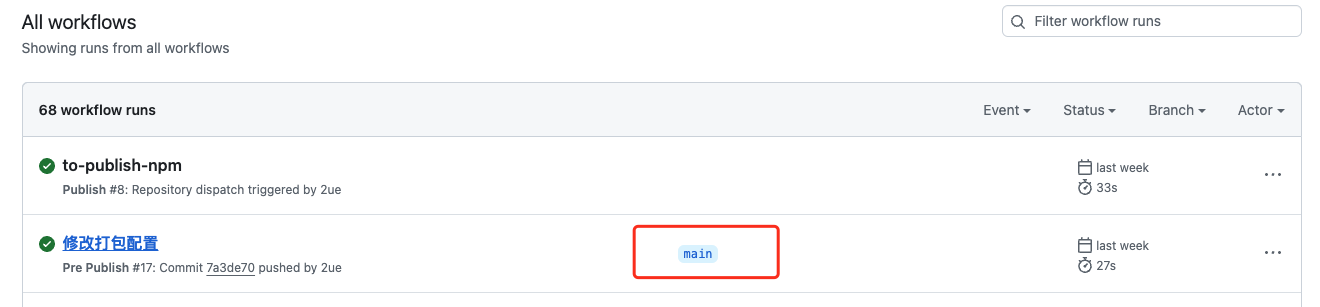 All workflows
Filter workflow runs
Showing runs from all workflows
68 workflow runs
Event
Status
Branch
Actor
to-publish-npm
last week
Publish #8: Repository dispatch triggered by 2ue
33s
修改打包配置
main
last week
Pre Publish #17: Commit 7a3de70 pushed by 2ue
27s